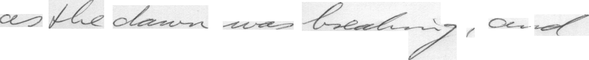 as the dawn was breaking, and